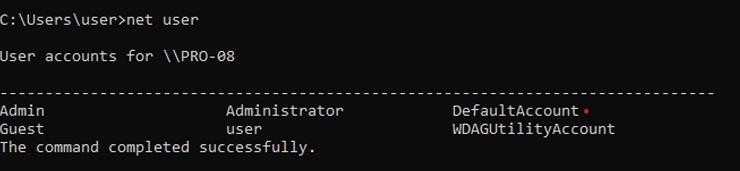 C:\Users\user>net user
User accounts for \\PRO-08
-------------------------------------------------------------------------------
Admin                    Administrator            DefaultAccount
Guest                    user                     WDAGUtilityAccount
The command completed successfully.